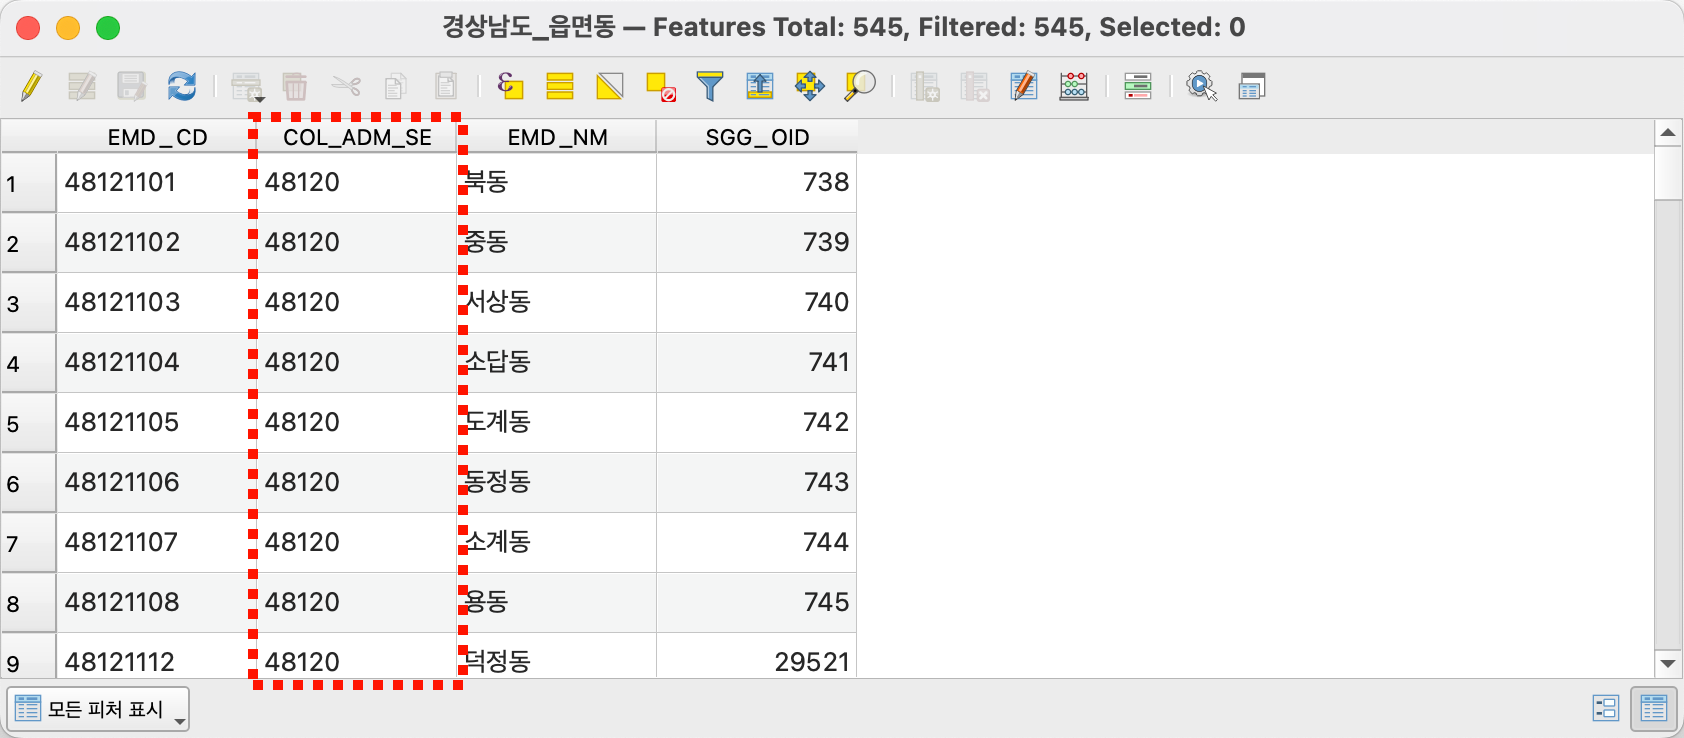 경상남도_읍면동 — Features Total: 545, Filtered: 545, Selected: 0
EMD_CD COL_ADM_SE EMD_NM SGG_OID
1 48121101 48120 북동 738
2 48121102 48120 중동 739
3 48121103 48120 서상동 740
4 48121104 48120 소답동 741
5 48121105 48120 도계동 742
6 48121106 48120 동정동 743
7 48121107 48120 소계동 744
8 48121108 48120 용동 745
9 48121112 48120 덕정동 29521
모든 피처 표시